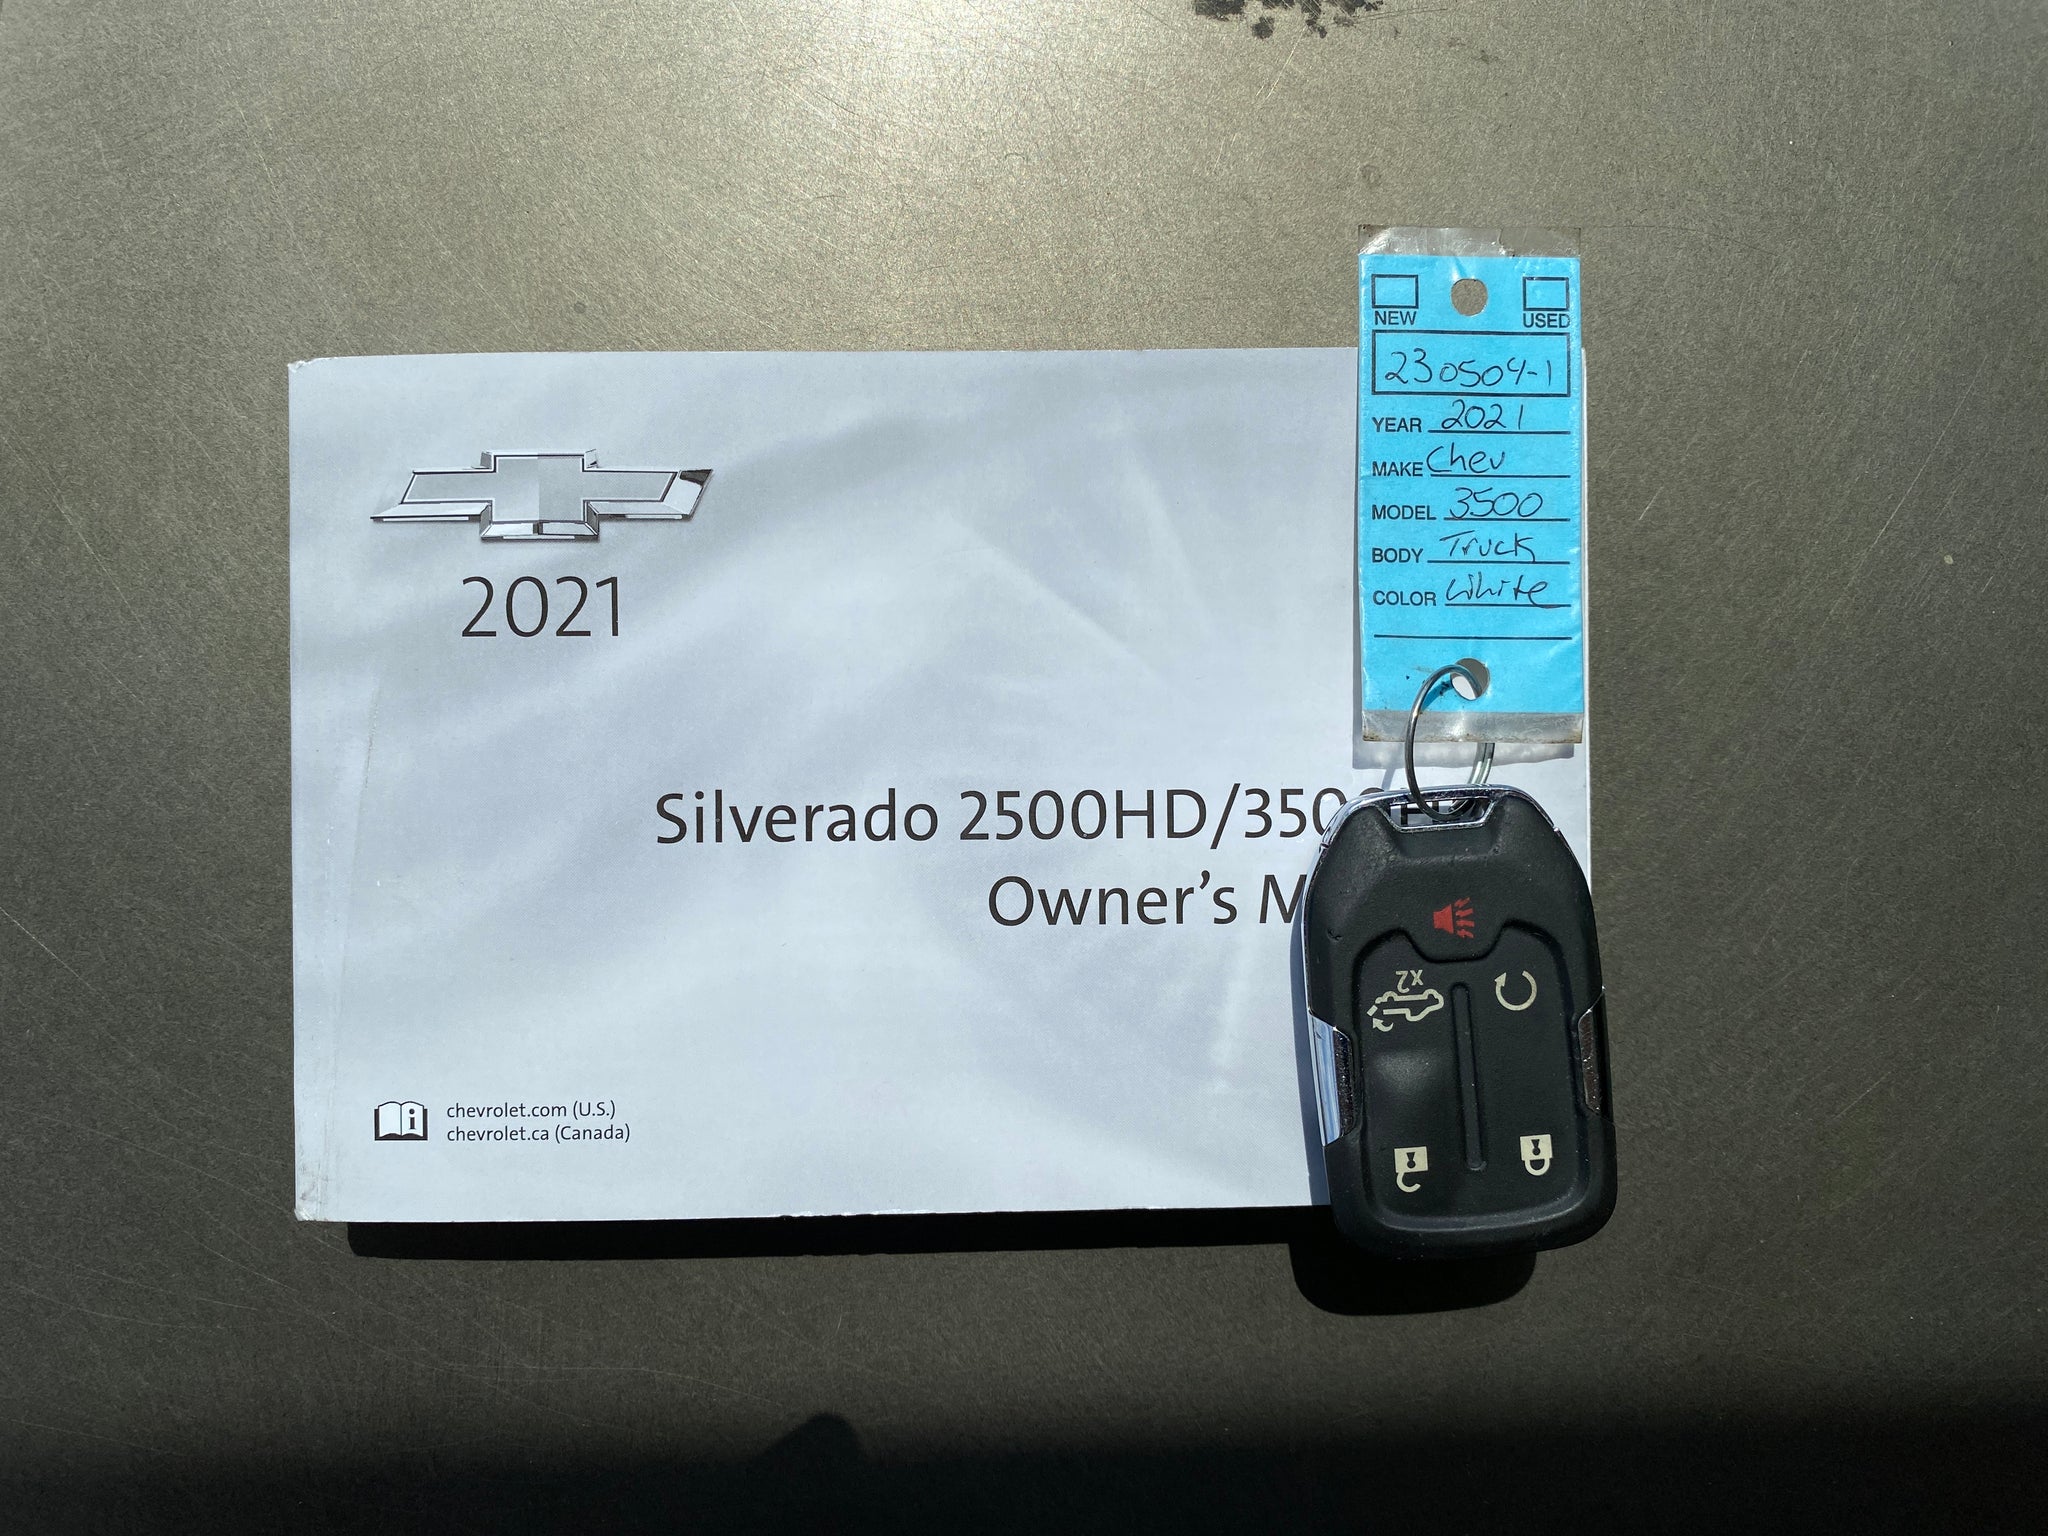 2021
Silverado 2500HD/350
Owner's M
chevrolet.com (U.S.)
chevrolet.ca (Canada)
NEW USED
230504-1
YEAR 2021
MAKE Chev
MODEL 3500
BODY Truck
COLOR White
X2